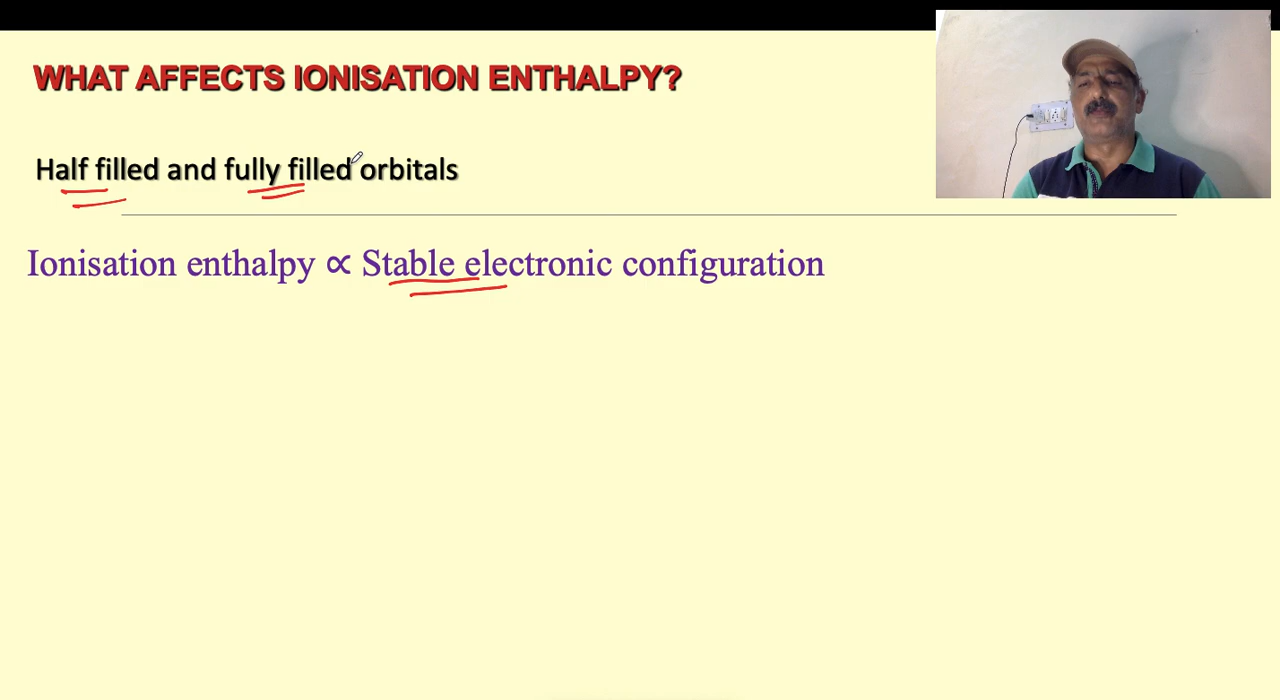 WHAT AFFECTS IONISATION ENTHALPY?
Half filled and fully filled orbitals
Ionisation enthalpy ∝ Stable electronic configuration